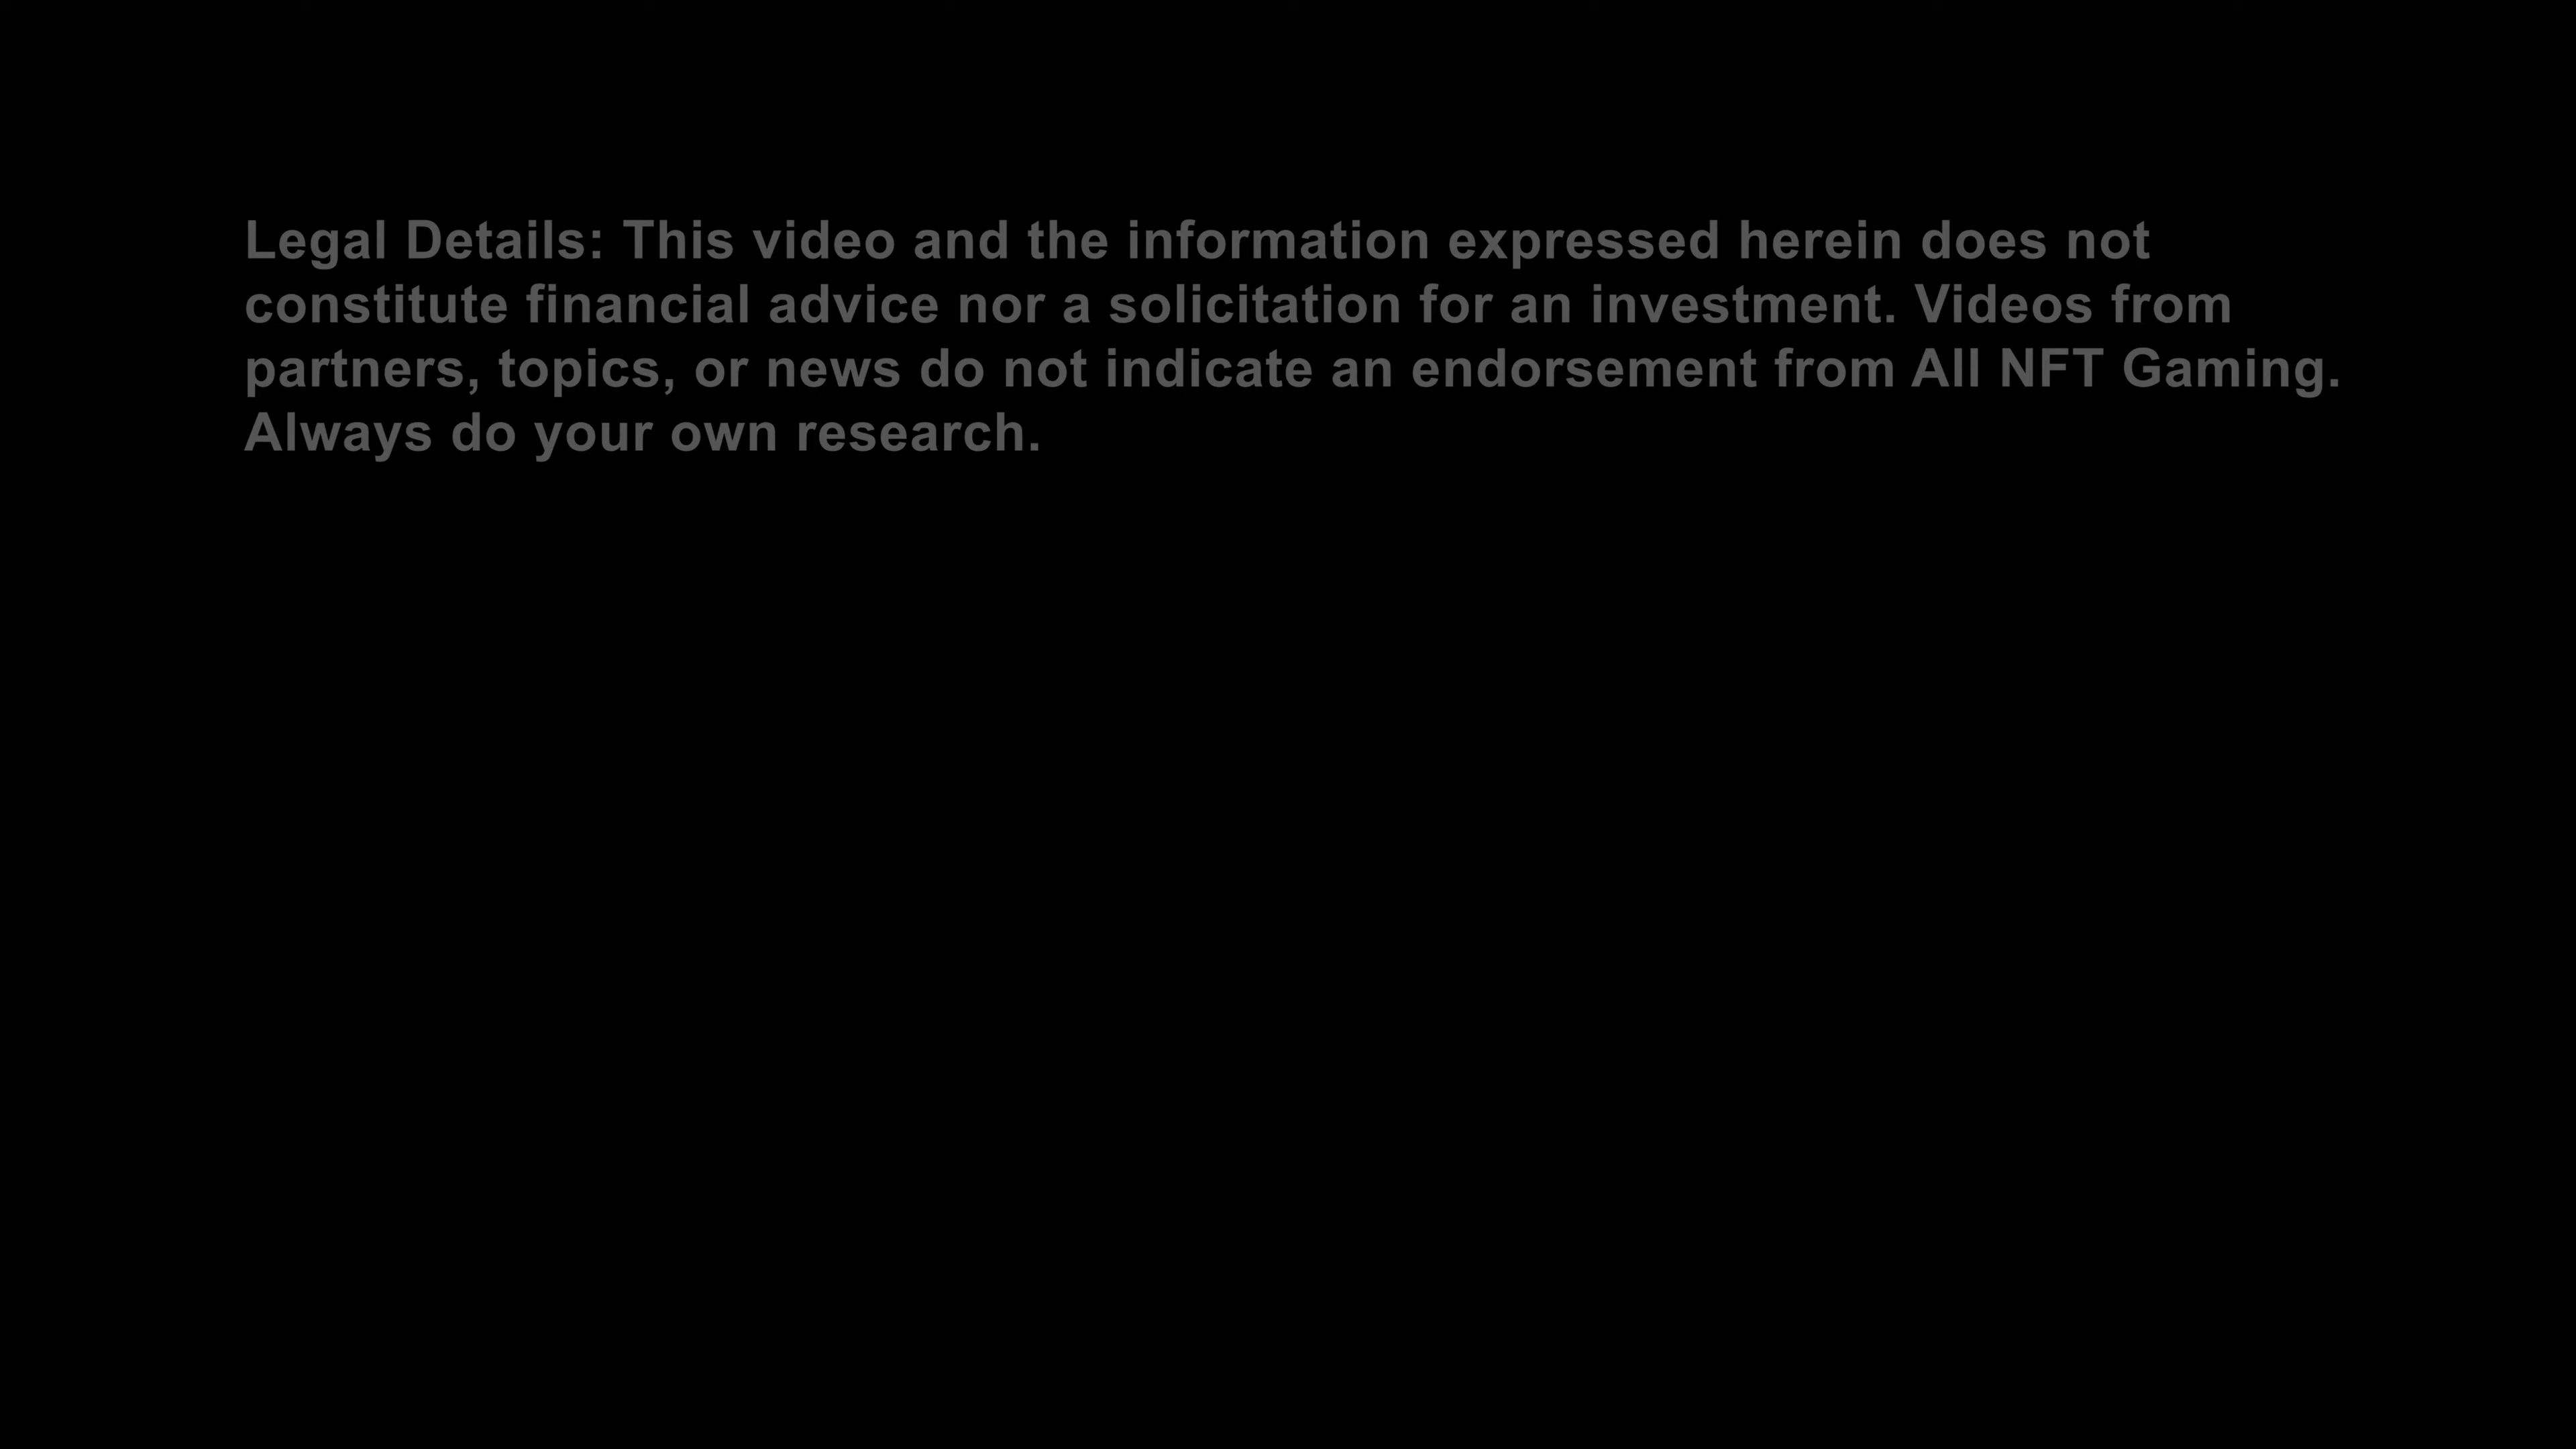 Legal Details: This video and the information expressed herein does not
constitute financial advice nor a solicitation for an investment. Videos from
partners, topics, or news do not indicate an endorsement from All NFT Gaming.
Always do your own research.